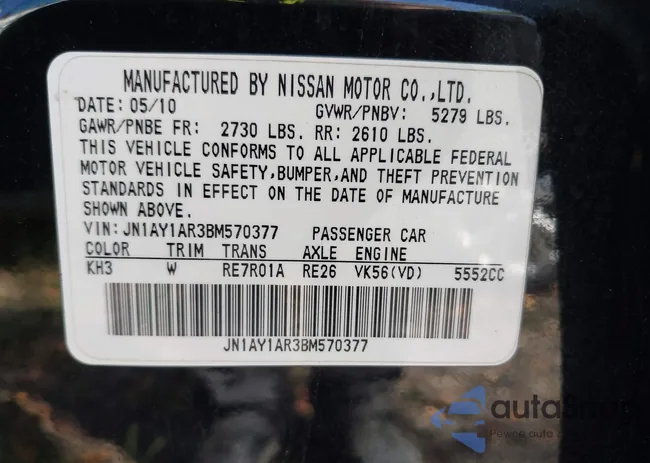 MANUFACTURED BY NISSAN MOTOR CO.,LTD.
DATE: 05/10 GVWR/PNBV: 5279 LBS.
GAWR/PNBE FR: 2730 LBS. RR: 2610 LBS.
THIS VEHICLE CONFORMS TO ALL APPLICABLE FEDERAL
MOTOR VEHICLE SAFETY,BUMPER,AND THEFT PREVENTION
STANDARDS IN EFFECT ON THE DATE OF MANUFACTURE
SHOWN ABOVE.
VIN: JN1AY1AR3BM570377 PASSENGER CAR
COLOR TRIM TRANS AXLE ENGINE
KH3 W RE7R01A RE26 VK56(VD) 5552CC
JN1AY1AR3BM570377
Pewne auto